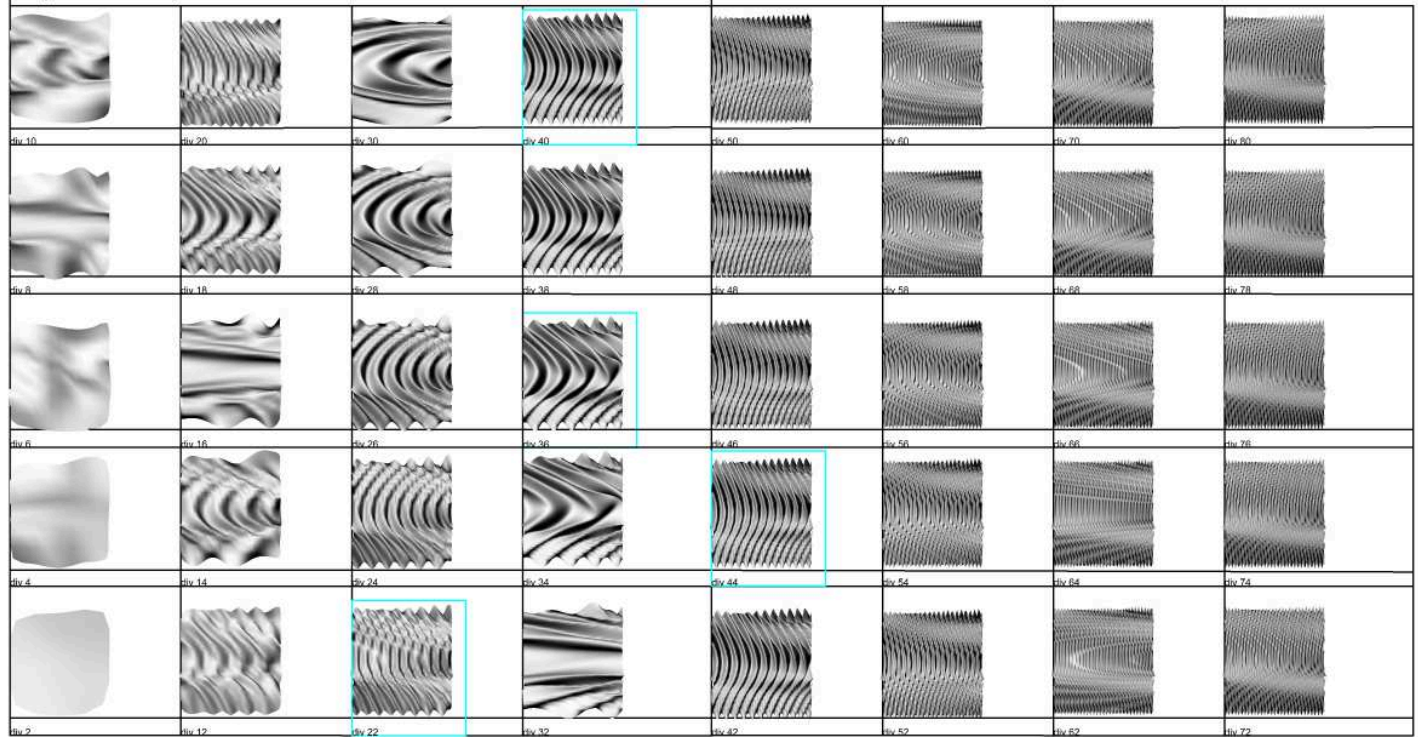 div 10 div 20 div 30 div 40 div 50 div 60 div 70 div 80
div 8 div 18 div 28 div 38 div 48 div 58 div 68 div 78
div 6 div 16 div 26 div 36 div 46 div 56 div 66 div 76
div 4 div 14 div 24 div 34 div 44 div 54 div 64 div 74
div 2 div 12 div 22 div 32 div 42 div 52 div 62 div 72